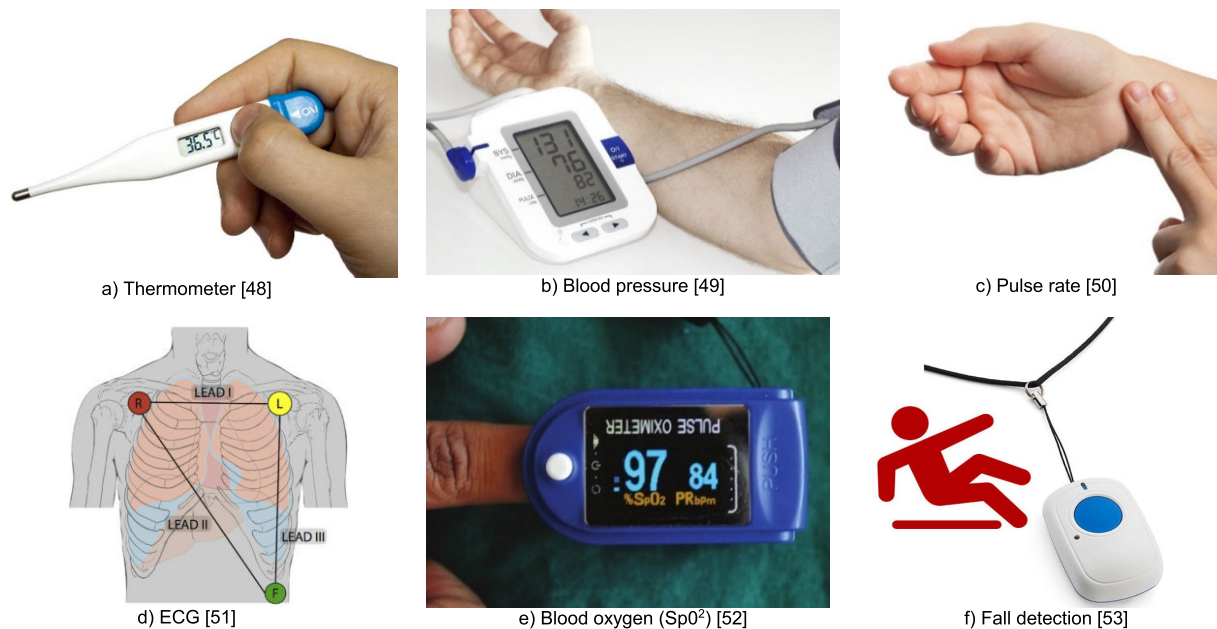 36.5°C
ON
SYS
DIA
PULSE
137
76
82
14:26
O/I
START
a) Thermometer [48]
b) Blood pressure [49]
c) Pulse rate [50]
LEAD I
R
L
LEAD II
LEAD III
F
PULSE OXIMETER
97
84
%SpO2 PRbpm
PUSH
d) ECG [51]
e) Blood oxygen (Sp0²) [52]
f) Fall detection [53]